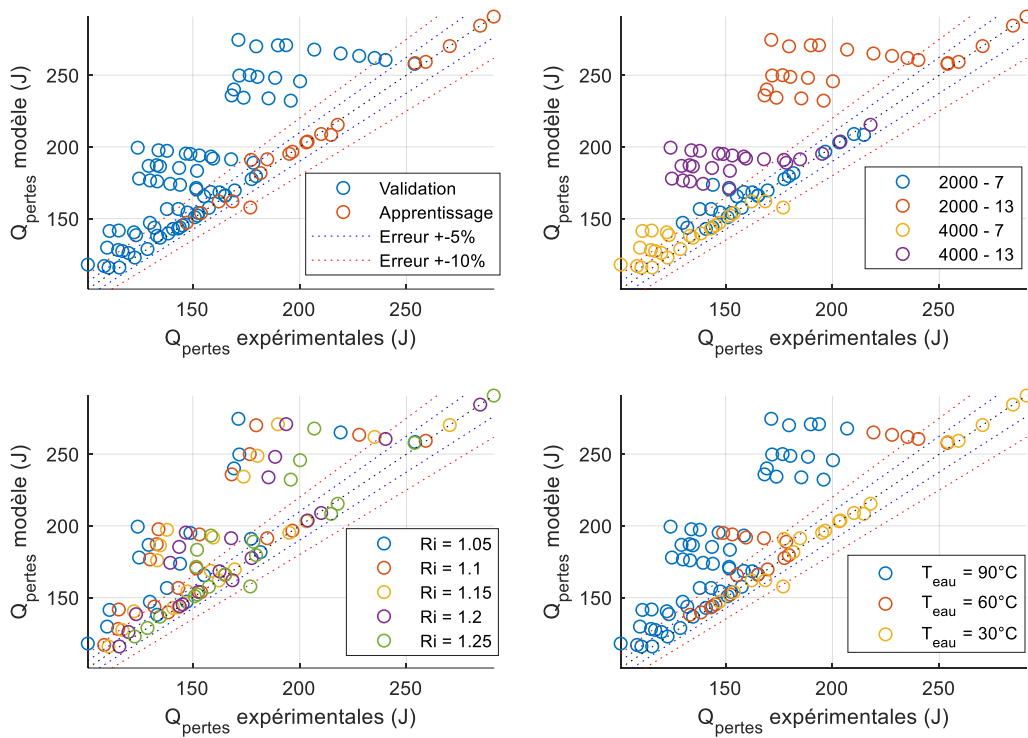 250
200
150
150
200
250
Q_pertes modèle (J)
Q_pertes expérimentales (J)
Validation
Apprentissage
Erreur +-5%
Erreur +-10%
250
200
150
150
200
250
Q_pertes modèle (J)
Q_pertes expérimentales (J)
2000 - 7
2000 - 13
4000 - 7
4000 - 13
250
200
150
150
200
250
Q_pertes modèle (J)
Q_pertes expérimentales (J)
Ri = 1.05
Ri = 1.1
Ri = 1.15
Ri = 1.2
Ri = 1.25
250
200
150
150
200
250
Q_pertes modèle (J)
Q_pertes expérimentales (J)
T_eau = 90°C
T_eau = 60°C
T_eau = 30°C